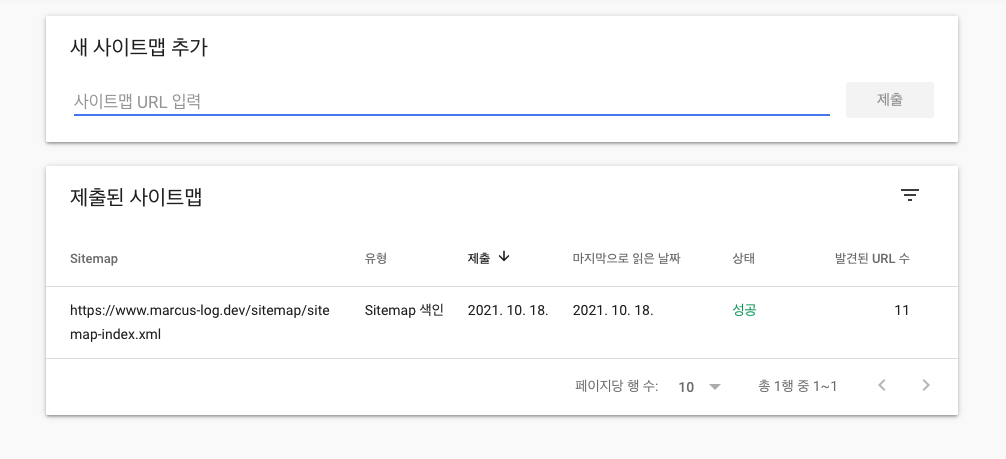 새 사이트맵 추가
사이트맵 URL 입력
제출
제출된 사이트맵
Sitemap 유형 제출 마지막으로 읽은 날짜 상태 발견된 URL 수
https://www.marcus-log.dev/sitemap/site Sitemap 색인 2021. 10. 18. 2021. 10. 18. 성공 11
map-index.xml
페이지당 행 수: 10 총 1행 중 1~1